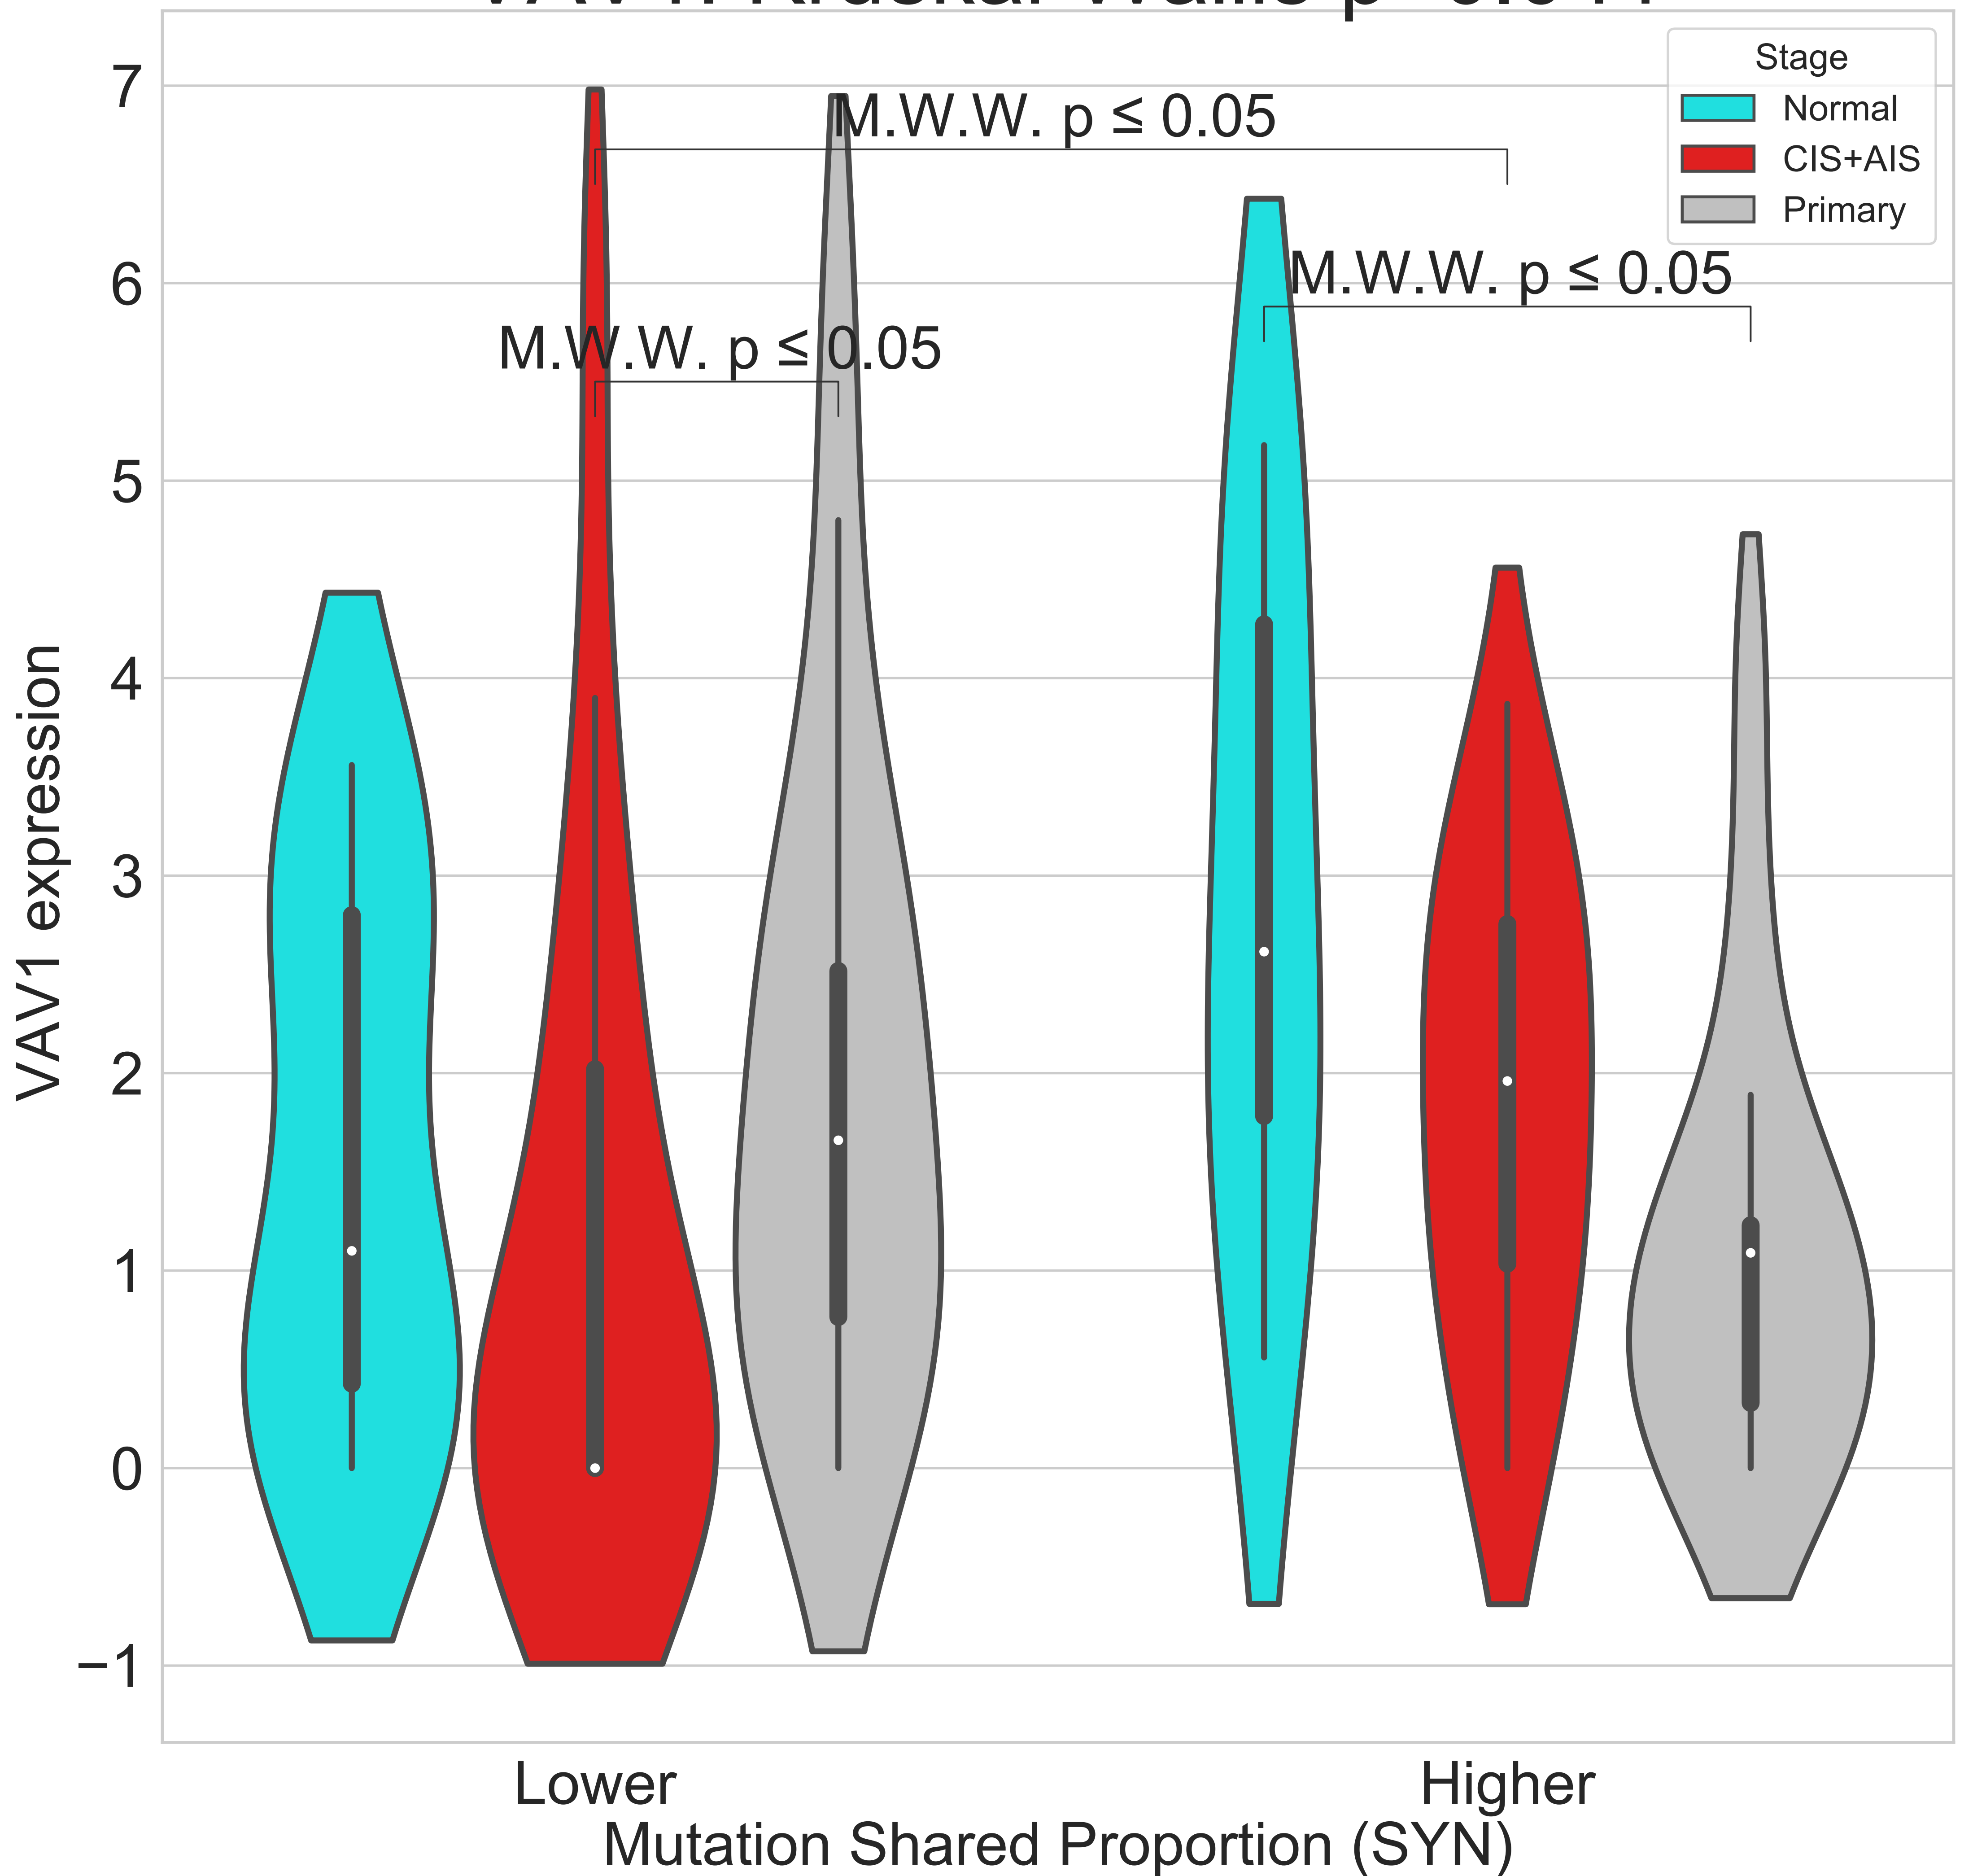 Stage
Normal
CIS+AIS
Primary
M.W.W. p ≤ 0.05
M.W.W. p ≤ 0.05
M.W.W. p ≤ 0.05
7
6
5
4
3
2
1
0
−1
VAV1 expression
Lower
Higher
Mutation Shared Proportion (SYN)